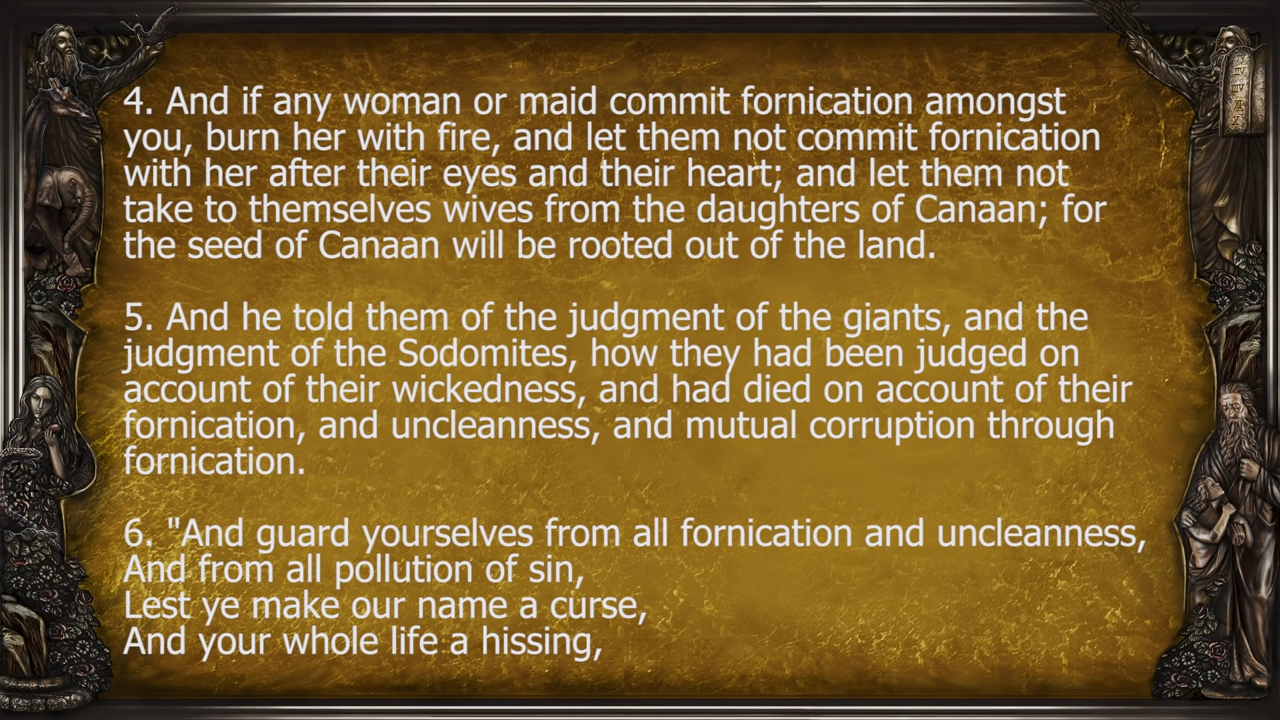 4. And if any woman or maid commit fornication amongst
you, burn her with fire, and let them not commit fornication
with her after their eyes and their heart; and let them not
take to themselves wives from the daughters of Canaan; for
the seed of Canaan will be rooted out of the land.
5. And he told them of the judgment of the giants, and the
judgment of the Sodomites, how they had been judged on
account of their wickedness, and had died on account of their
fornication, and uncleanness, and mutual corruption through
fornication.
6. "And guard yourselves from all fornication and uncleanness,
And from all pollution of sin,
Lest ye make our name a curse,
And your whole life a hissing,